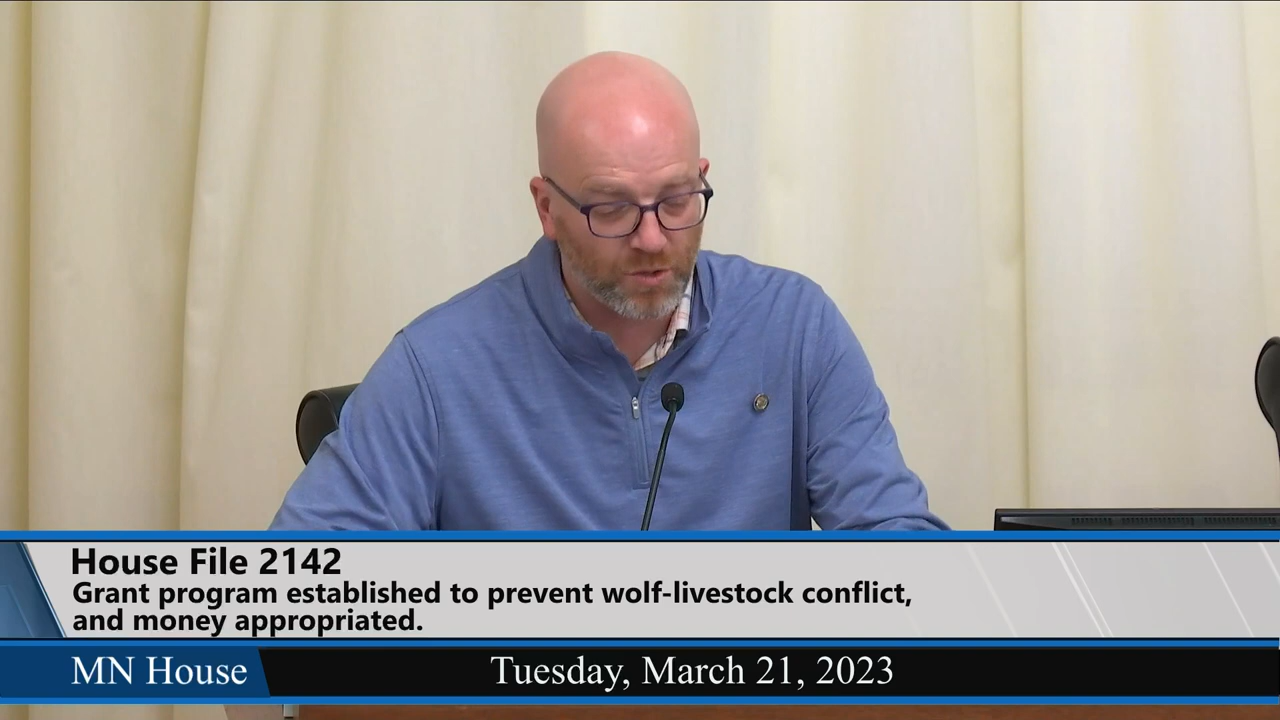 House File 2142
Grant program established to prevent wolf-livestock conflict,
and money appropriated.
MN House
Tuesday, March 21, 2023